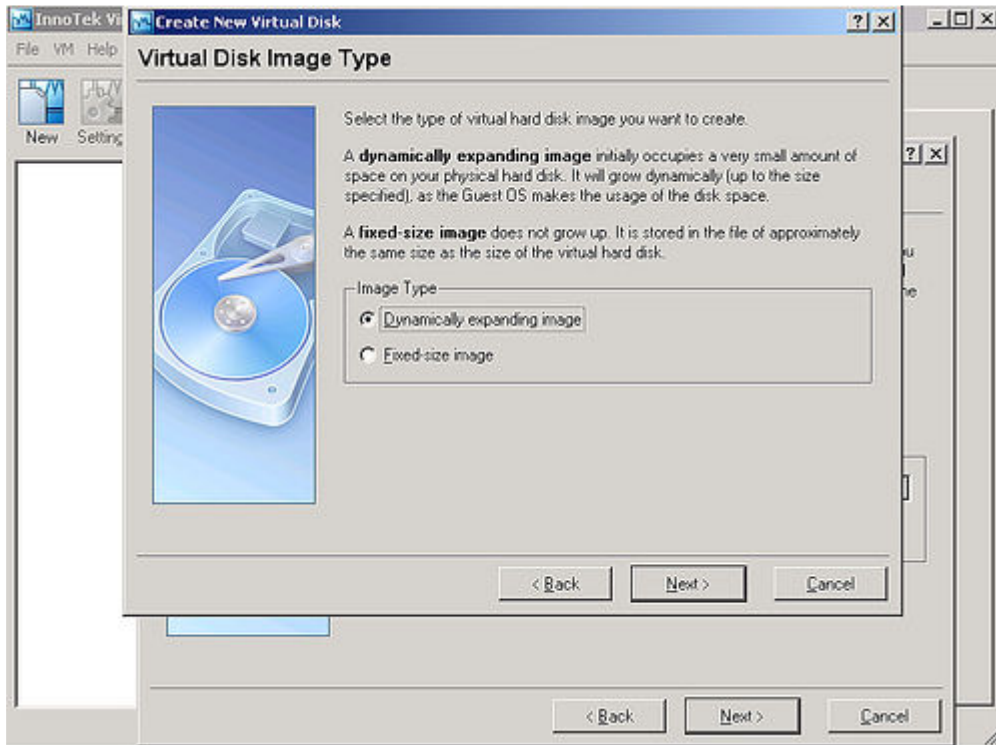 InnoTek Vi
Create New Virtual Disk
File VM Help
Virtual Disk Image Type
New
Select the type of virtual hard disk image you want to create.
A dynamically expanding image initially occupies a very small amount of
space on your physical hard disk. It will grow dynamically (up to the size
specified), as the Guest OS makes the usage of the disk space.
A fixed-size image does not grow up. It is stored in the file of approximately
the same size as the size of the virtual hard disk.
Image Type
Dynamically expanding image
Fixed-size image
< Back Next > Cancel
< Back Next > Cancel